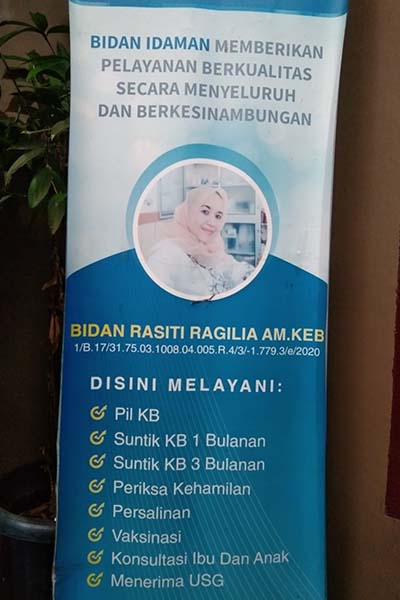 BIDAN IDAMAN MEMBERIKAN
PELAYANAN BERKUALITAS
SECARA MENYELURUH
DAN BERKESINAMBUNGAN
BIDAN RASITI RAGILIA AM.KEB
1/B.17/31.75.03.1008.04.005.R.4/3/-1.779.3/e/2020
DISINI MELAYANI:
Pil KB
Suntik KB 1 Bulanan
Suntik KB 3 Bulanan
Periksa Kehamilan
Persalinan
Vaksinasi
Konsultasi Ibu Dan Anak
Menerima USG